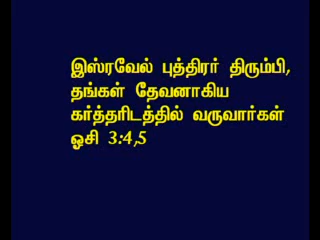 இஸ்ரவேல் புத்திரர் திரும்பி,
தங்கள் தேவனாகிய
கர்த்தரிடத்தில் வருவார்கள்
ஓசி 3:4,5